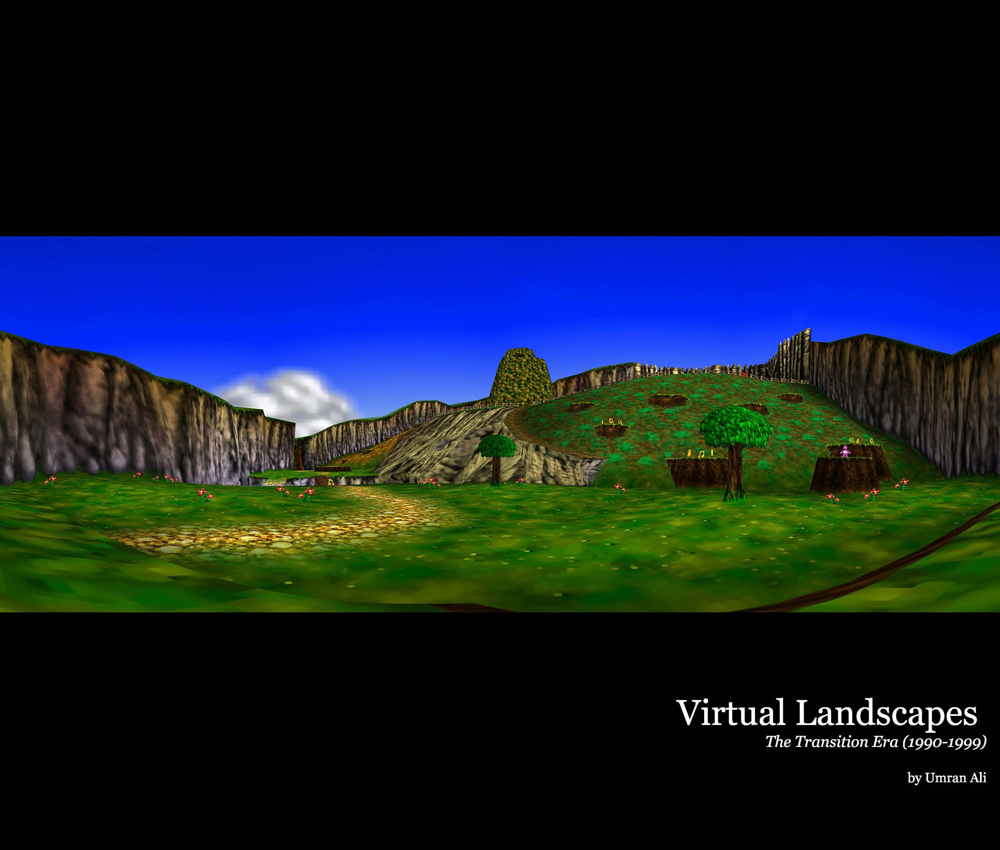 Virtual Landscapes
The Transition Era (1990-1999)
by Umran Ali